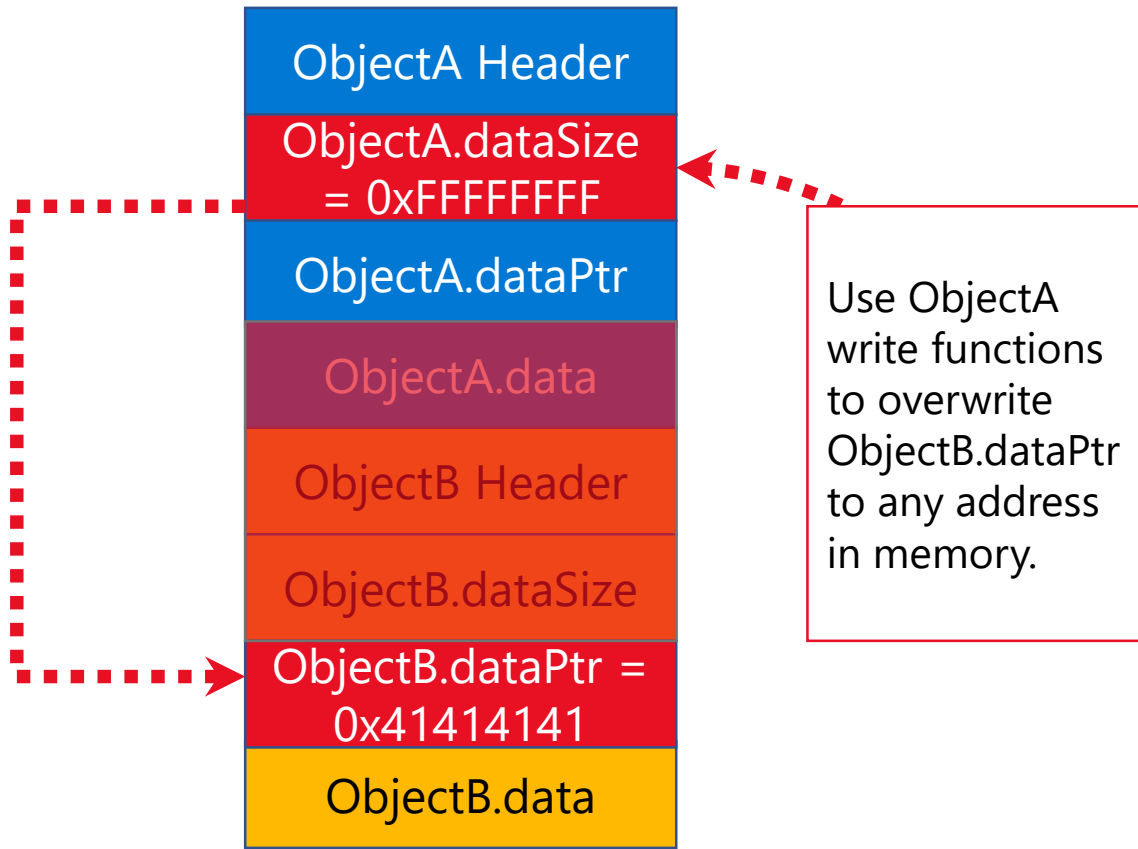 ObjectA Header
ObjectA.dataSize
= 0xFFFFFFFF
ObjectA.dataPtr
ObjectA.data
ObjectB Header
ObjectB.dataSize
ObjectB.dataPtr =
0x41414141
ObjectB.data
Use ObjectA
write functions
to overwrite
ObjectB.dataPtr
to any address
in memory.